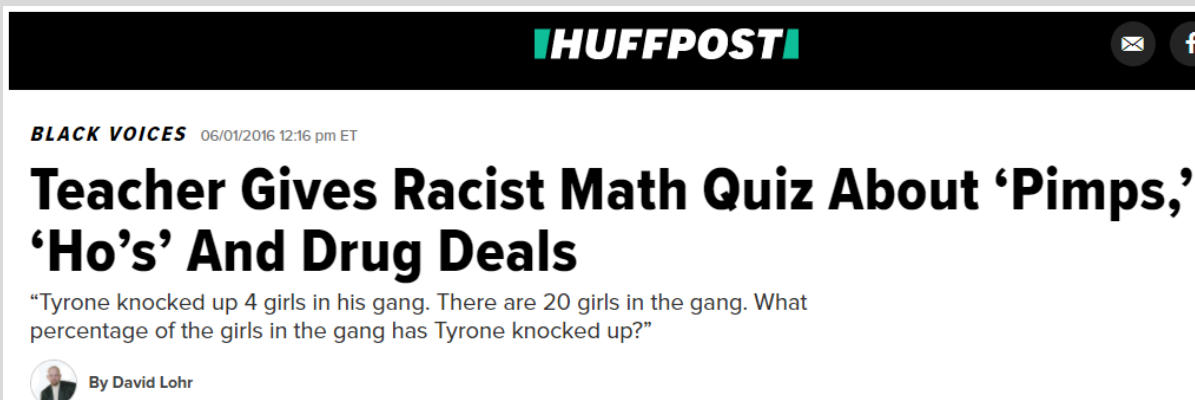 HUFFPOST
BLACK VOICES 06/01/2016 12:16 pm ET
Teacher Gives Racist Math Quiz About ‘Pimps,’
‘Ho’s’ And Drug Deals
“Tyrone knocked up 4 girls in his gang. There are 20 girls in the gang. What
percentage of the girls in the gang has Tyrone knocked up?”
By David Lohr